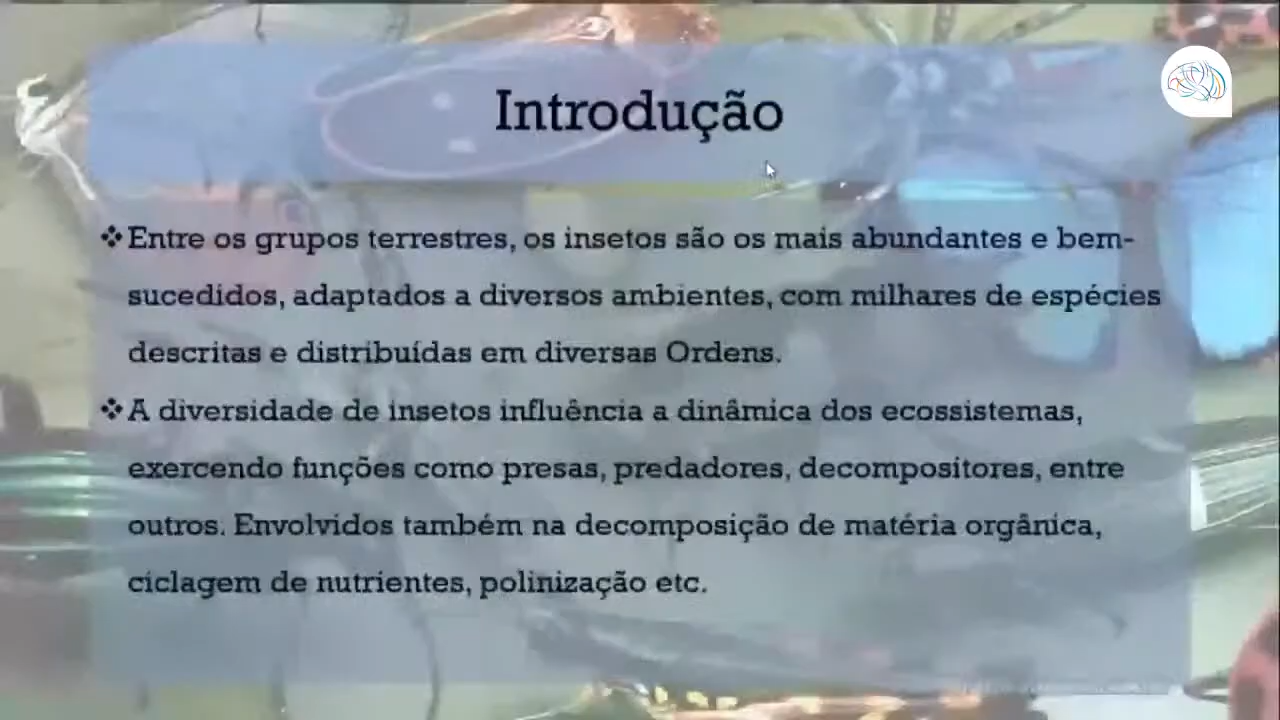 Introdução
❖Entre os grupos terrestres, os insetos são os mais abundantes e bem-
sucedidos, adaptados a diversos ambientes, com milhares de espécies
descritas e distribuídas em diversas Ordens.
❖A diversidade de insetos influência a dinâmica dos ecossistemas,
exercendo funções como presas, predadores, decompositores, entre
outros. Envolvidos também na decomposição de matéria orgânica,
ciclagem de nutrientes, polinização etc.